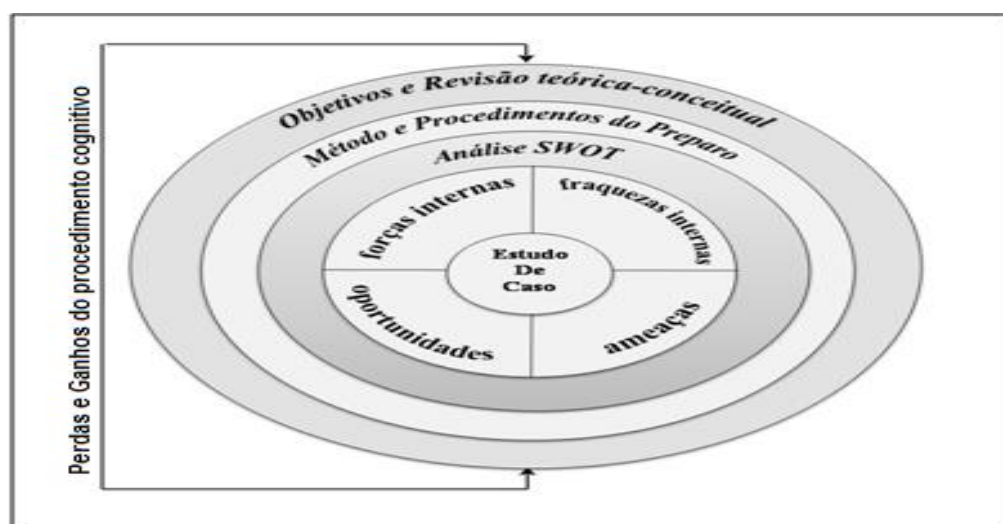 Perdas e Ganhos do procedimento cognitivo
Objetivos e Revisão teórica-conceitual
Método e Procedimentos do Preparo
Análise SWOT
forças internas
fraquezas internas
Estudo
De
Caso
oportunidades
ameaças